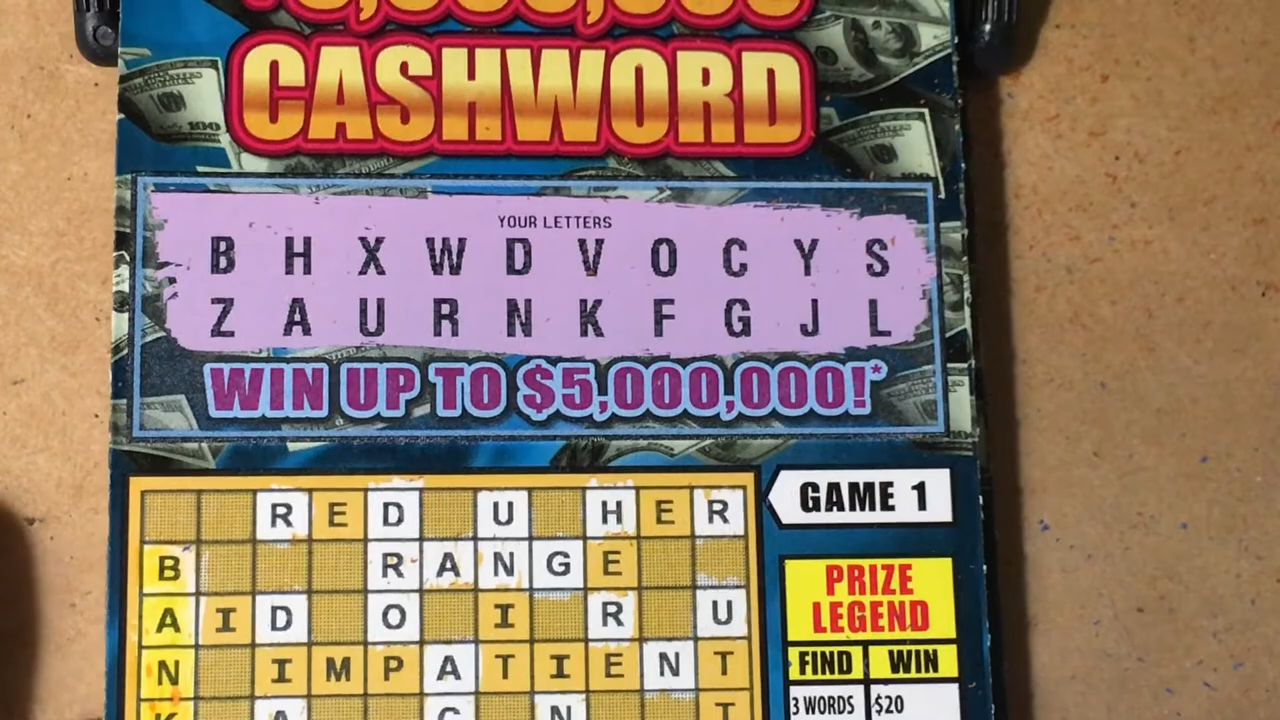 CASHWORD
YOUR LETTERS
B H X W D V O C Y S
Z A U R N K F G J L
WIN UP TO $5,000,000!*
GAME 1
R E D U H E R
B R A N G E
A I D O I R U
N I M P A T I E N T
K A C N I
PRIZE
LEGEND
FIND WIN
3 WORDS $20